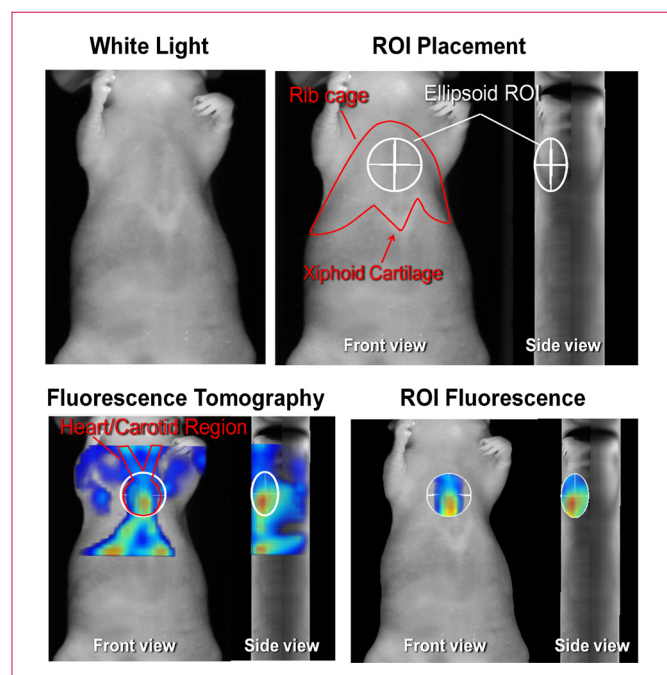 White Light
ROI Placement
Rib cage
Ellipsoid ROI
Xiphoid Cartilage
Front view
Side view
Fluorescence Tomography
ROI Fluorescence
Heart/Carotid Region
Front view
Side view
Front view
Side view